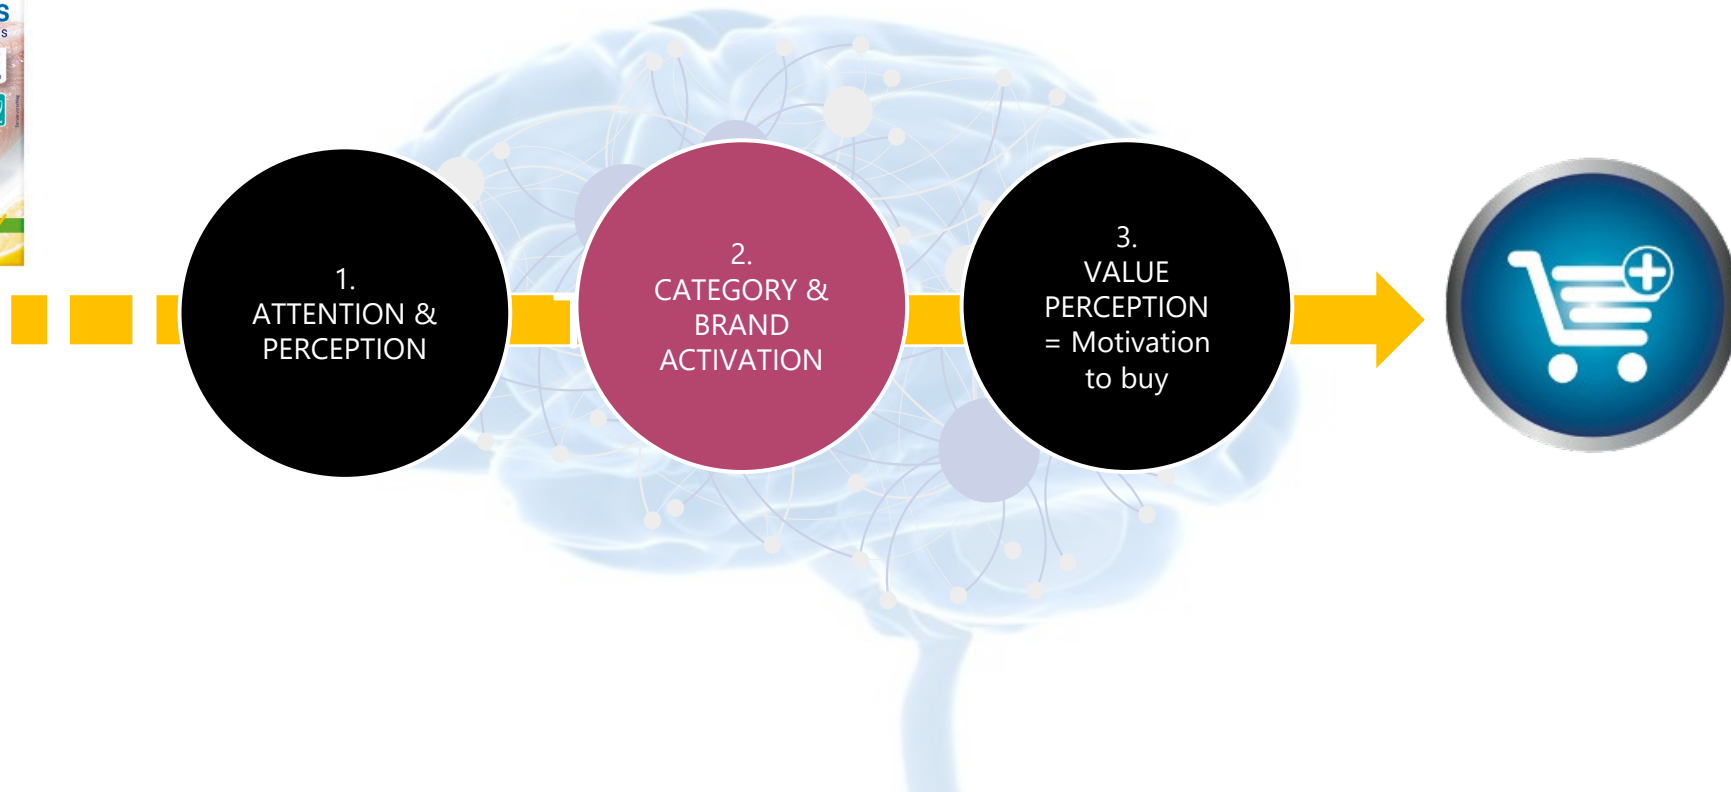 1.
ATTENTION &
PERCEPTION
2.
CATEGORY &
BRAND
ACTIVATION
3.
VALUE
PERCEPTION
= Motivation
to buy